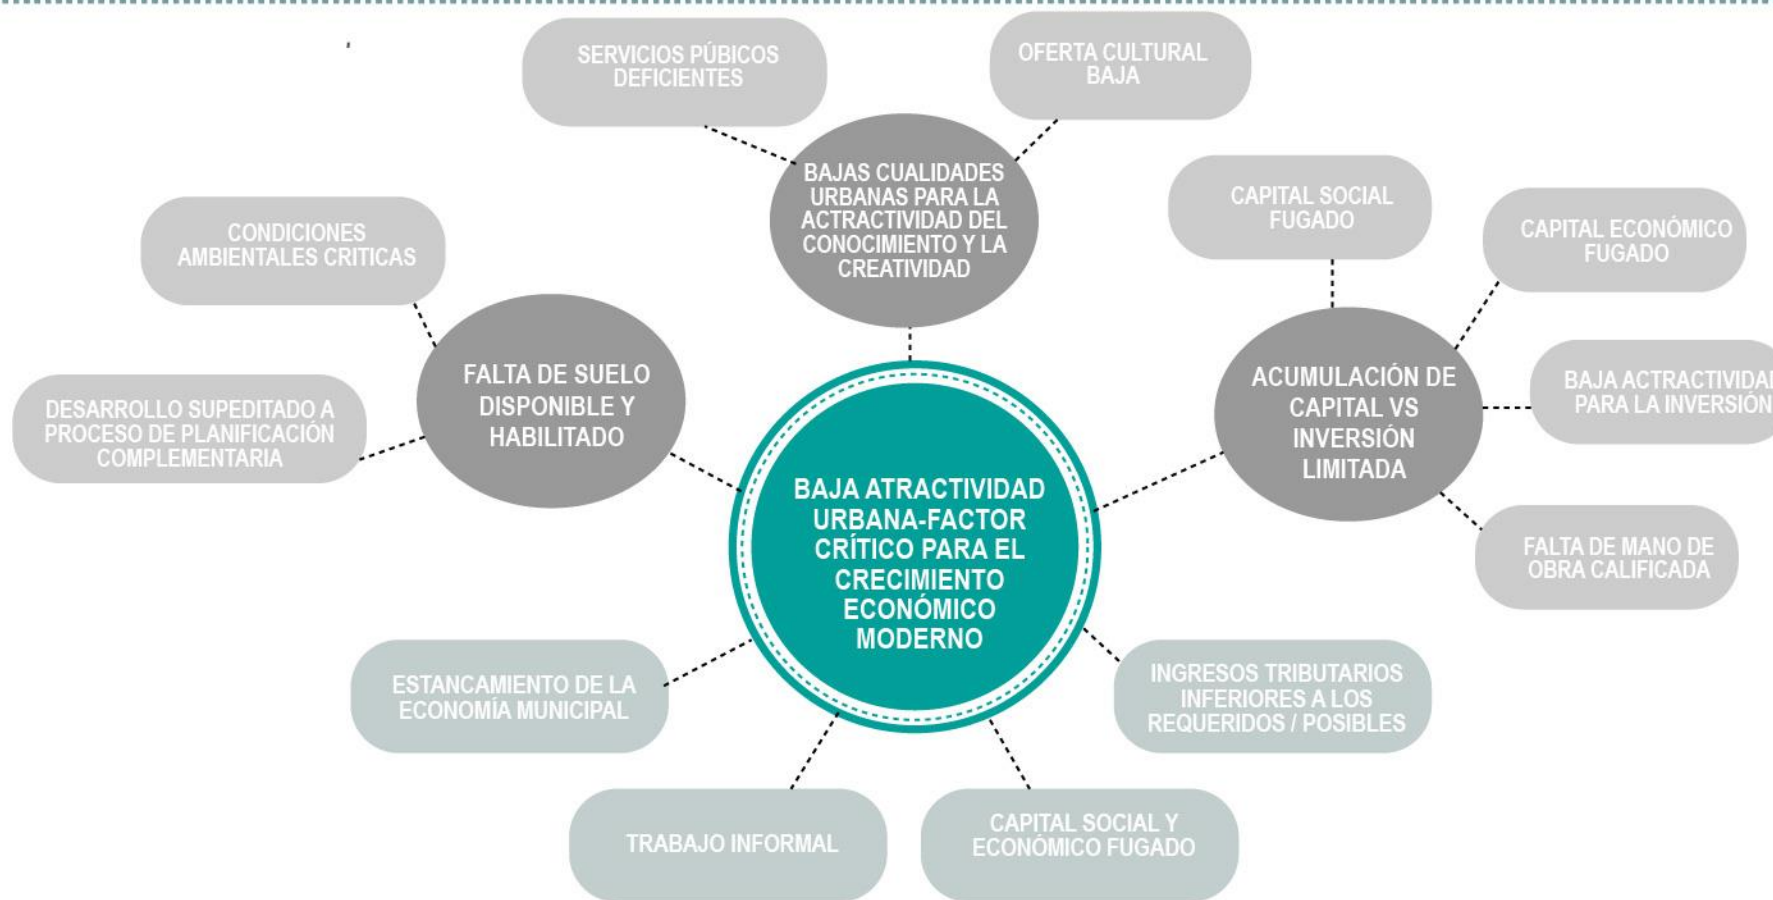 SERVICIOS PÚBICOS
DEFICIENTES
OFERTA CULTURAL
BAJA
BAJAS CUALIDADES
URBANAS PARA LA
ACTRACTIVIDAD DEL
CONOCIMIENTO Y LA
CREATIVIDAD
CAPITAL SOCIAL
FUGADO
CAPITAL ECONÓMICO
FUGADO
CONDICIONES
AMBIENTALES CRITICAS
FALTA DE SUELO
DISPONIBLE Y
HABILITADO
DESARROLLO SUPEDITADO A
PROCESO DE PLANIFICACIÓN
COMPLEMENTARIA
ACUMULACIÓN DE
CAPITAL VS
INVERSIÓN
LIMITADA
BAJA ACTRACTIVIDAD
PARA LA INVERSIÓN
FALTA DE MANO DE
OBRA CALIFICADA
BAJA ATRACTIVIDAD
URBANA-FACTOR
CRÍTICO PARA EL
CRECIMIENTO
ECONÓMICO
MODERNO
ESTANCAMIENTO DE LA
ECONOMÍA MUNICIPAL
INGRESOS TRIBUTARIOS
INFERIORES A LOS
REQUERIDOS / POSIBLES
TRABAJO INFORMAL
CAPITAL SOCIAL Y
ECONÓMICO FUGADO